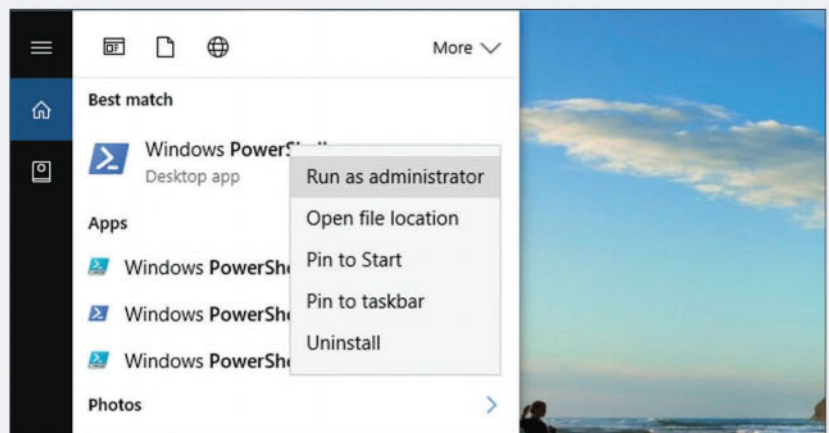 More
Best match
Windows
Desktop app
Run as administrator
Open file location
Apps
Windows
Pin to Start
Windows
Pin to taskbar
Windows
Uninstall
Photos